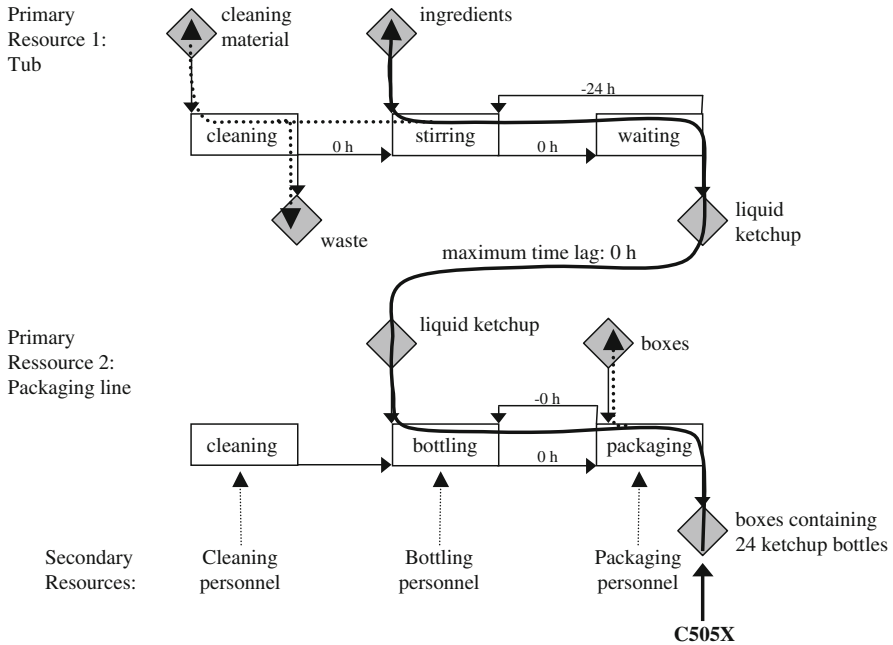 Primary
Resource 1:
Tub
cleaning
material
ingredients
-24 h
cleaning
stirring
waiting
0 h
0 h
waste
liquid
ketchup
maximum time lag: 0 h
Primary
Ressource 2:
Packaging line
liquid ketchup
boxes
-0 h
cleaning
bottling
packaging
0 h
boxes containing
24 ketchup bottles
Secondary
Resources:
Cleaning
personnel
Bottling
personnel
Packaging
personnel
C505X